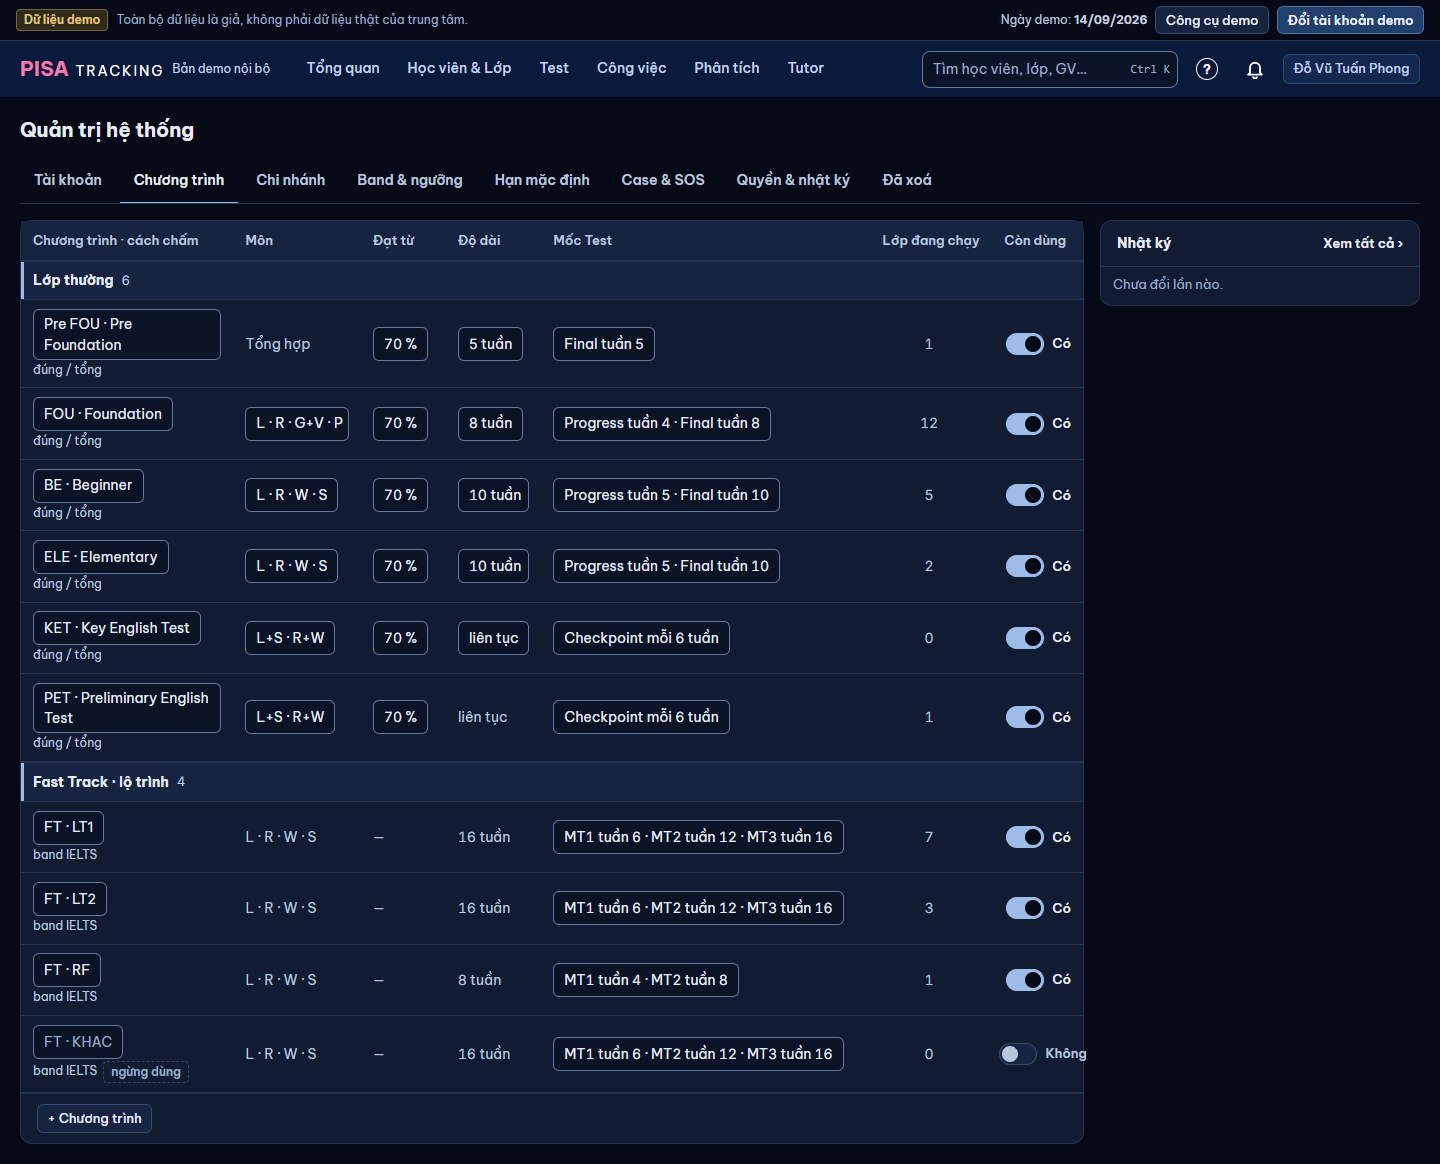 Dữ liệu demo Toàn bộ dữ liệu là giả, không phải dữ liệu thật của trung tâm. Ngày demo: 14/09/2026 Công cụ demo Đổi tài khoản demo
PISA TRACKING Bản demo nội bộ Tổng quan Học viên & Lớp Test Công việc Phân tích Tutor Tìm học viên, lớp, GV... Ctrl K ? Đỗ Vũ Tuấn Phong
Quản trị hệ thống
Tài khoản Chương trình Chi nhánh Band & ngưỡng Hạn mặc định Case & SOS Quyền & nhật ký Đã xoá
Chương trình · cách chấm Môn Đạt từ Độ dài Mốc Test Lớp đang chạy Còn dùng
Nhật ký Xem tất cả ›
Chưa đổi lần nào.
Lớp thường 6
Pre FOU · Pre
Foundation
đúng / tổng
Tổng hợp 70 % 5 tuần Final tuần 5 1 Có
FOU · Foundation
đúng / tổng
L · R · G+V · P 70 % 8 tuần Progress tuần 4 · Final tuần 8 12 Có
BE · Beginner
đúng / tổng
L · R · W · S 70 % 10 tuần Progress tuần 5 · Final tuần 10 5 Có
ELE · Elementary
đúng / tổng
L · R · W · S 70 % 10 tuần Progress tuần 5 · Final tuần 10 2 Có
KET · Key English Test
đúng / tổng
L+S · R+W 70 % liên tục Checkpoint mỗi 6 tuần 0 Có
PET · Preliminary English
Test
đúng / tổng
L+S · R+W 70 % liên tục Checkpoint mỗi 6 tuần 1 Có
Fast Track · lộ trình 4
FT · LT1
band IELTS
L · R · W · S – 16 tuần MT1 tuần 6 · MT2 tuần 12 · MT3 tuần 16 7 Có
FT · LT2
band IELTS
L · R · W · S – 16 tuần MT1 tuần 6 · MT2 tuần 12 · MT3 tuần 16 3 Có
FT · RF
band IELTS
L · R · W · S – 8 tuần MT1 tuần 4 · MT2 tuần 8 1 Có
FT · KHAC
band IELTS ngừng dùng
L · R · W · S – 16 tuần MT1 tuần 6 · MT2 tuần 12 · MT3 tuần 16 0 Không
+ Chương trình